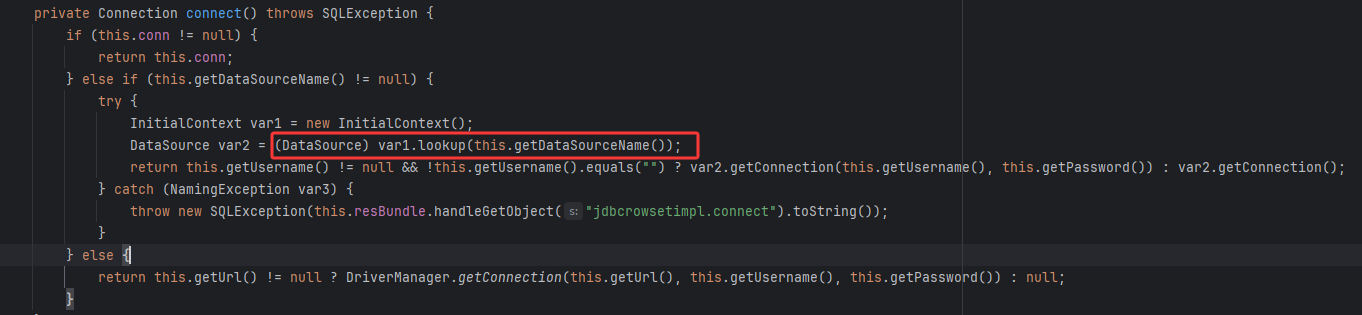 private Connection connect() throws SQLException {
if (this.conn != null) {
return this.conn;
} else if (this.getDataSourceName() != null) {
try {
InitialContext var1 = new InitialContext();
DataSource var2 = (DataSource) var1.lookup(this.getDataSourceName());
return this.getUsername() != null && !this.getUsername().equals("") ? var2.getConnection(this.getUsername(), this.getPassword()) : var2.getConnection();
} catch (NamingException var3) {
throw new SQLException(this.resBundle.handleGetObject( s: "jdbcrowsetimpl.connect").toString());
}
} else {
return this.getUrl() != null ? DriverManager.getConnection(this.getUrl(), this.getUsername(), this.getPassword()) : null;
}